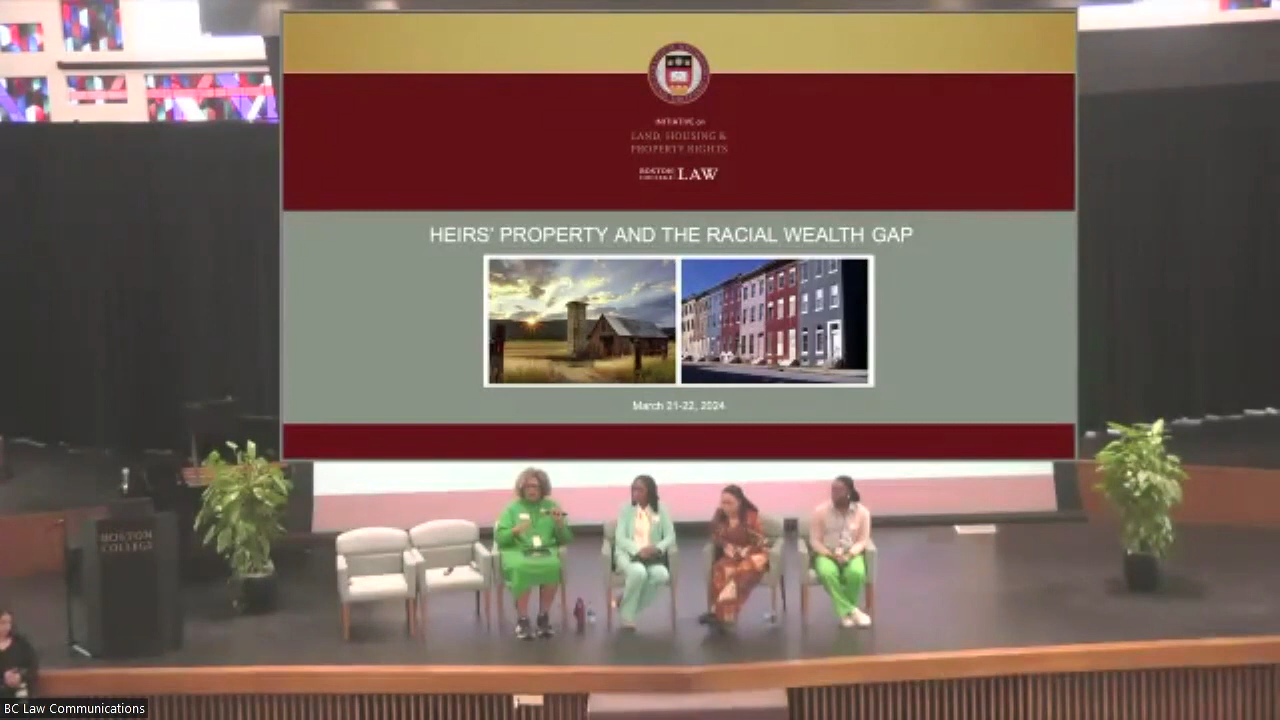 INITIATIVE on
LAND, HOUSING &
PROPERTY RIGHTS
BOSTON
COLLEGE LAW
HEIRS' PROPERTY AND THE RACIAL WEALTH GAP
March 21-22, 2024
BOSTON
COLLEGE
BC Law Communications